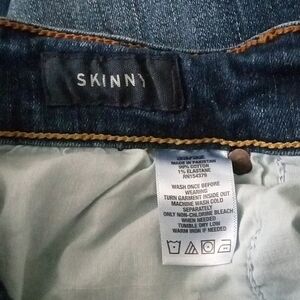 SKINNY
MADE IN PAKISTAN
99% COTTON
1% ELASTANE
RN154379
WASH ONCE BEFORE
WEARING
TURN GARMENT INSIDE OUT
MACHINE WASH COLD
SEPARATELY
ONLY NON-CHLORINE BLEACH
WHEN NEEDED
TUMBLE DRY LOW
WARM IRON IF NEEDED